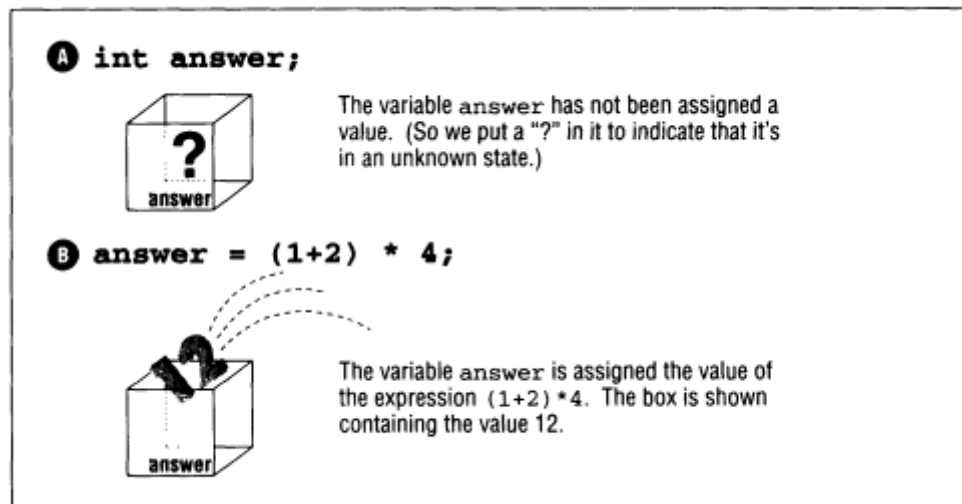 A int answer;
The variable answer has not been assigned a
value. (So we put a “?” in it to indicate that it's
in an unknown state.)
?
answer
B answer = (1+2) * 4;
12
The variable answer is assigned the value of
the expression (1+2)*4. The box is shown
containing the value 12.
answer